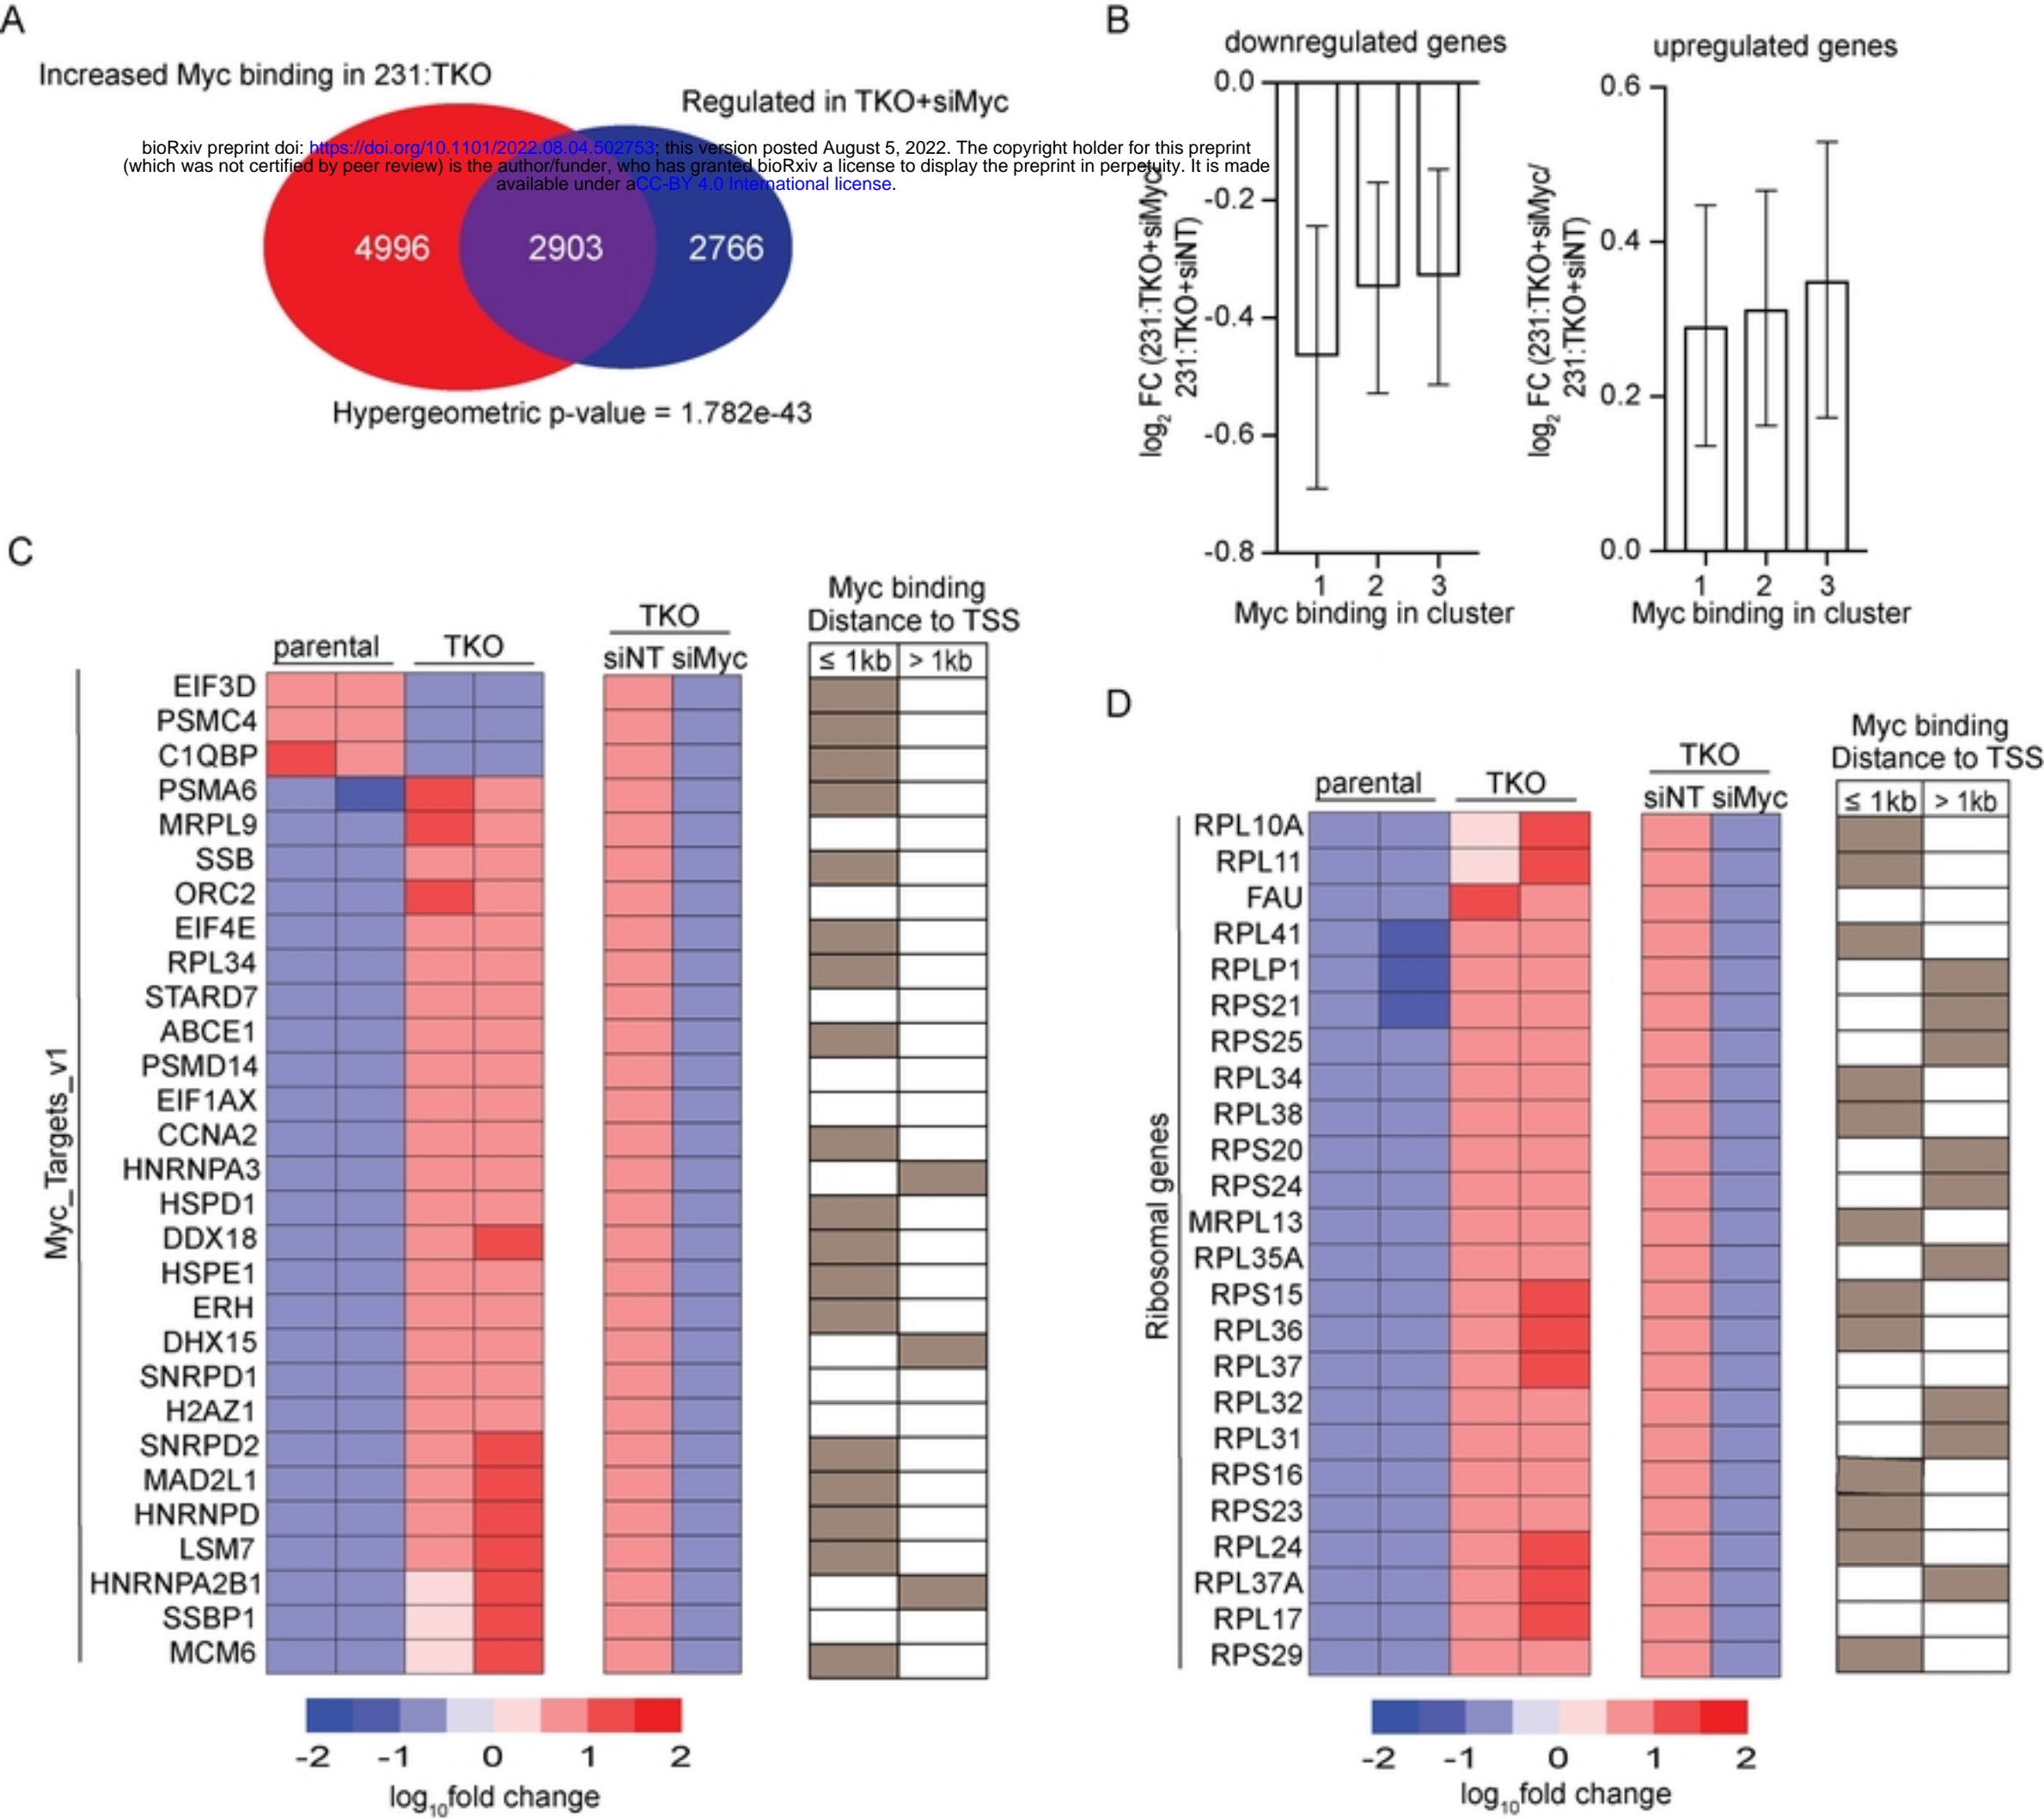 A
Increased Myc binding in 231:TKO
Regulated in TKO+siMyc
bioRxiv preprint doi: https://doi.org/10.1101/2022.08.04.502753; this version posted August 5, 2022. The copyright holder for this preprint
(which was not certified by peer review) is the author/funder, who has granted bioRxiv a license to display the preprint in perpetuity. It is made
available under aCC-BY 4.0 International license.
4996
2903
2766
Hypergeometric p-value = 1.782e-43
B
downregulated genes
0.0
-0.2
-0.4
-0.6
-0.8
log2 FC (231:TKO+siMyc/
231:TKO+siNT)
1 2 3
Myc binding in cluster
upregulated genes
0.6
0.4
0.2
0.0
log2 FC (231:TKO+siMyc/
231:TKO+siNT)
1 2 3
Myc binding in cluster
C
parental
TKO
TKO
siNT siMyc
Myc binding
Distance to TSS
≤ 1kb > 1kb
Myc_Targets_v1
EIF3D
PSMC4
C1QBP
PSMA6
MRPL9
SSB
ORC2
EIF4E
RPL34
STARD7
ABCE1
PSMD14
EIF1AX
CCNA2
HNRNPA3
HSPD1
DDX18
HSPE1
ERH
DHX15
SNRPD1
H2AZ1
SNRPD2
MAD2L1
HNRNPD
LSM7
HNRNPA2B1
SSBP1
MCM6
-2 -1 0 1 2
log10fold change
D
parental
TKO
TKO
siNT siMyc
Myc binding
Distance to TSS
≤ 1kb > 1kb
Ribosomal genes
RPL10A
RPL11
FAU
RPL41
RPLP1
RPS21
RPS25
RPL34
RPL38
RPS20
RPS24
MRPL13
RPL35A
RPS15
RPL36
RPL37
RPL32
RPL31
RPS16
RPS23
RPL24
RPL37A
RPL17
RPS29
-2 -1 0 1 2
log10fold change